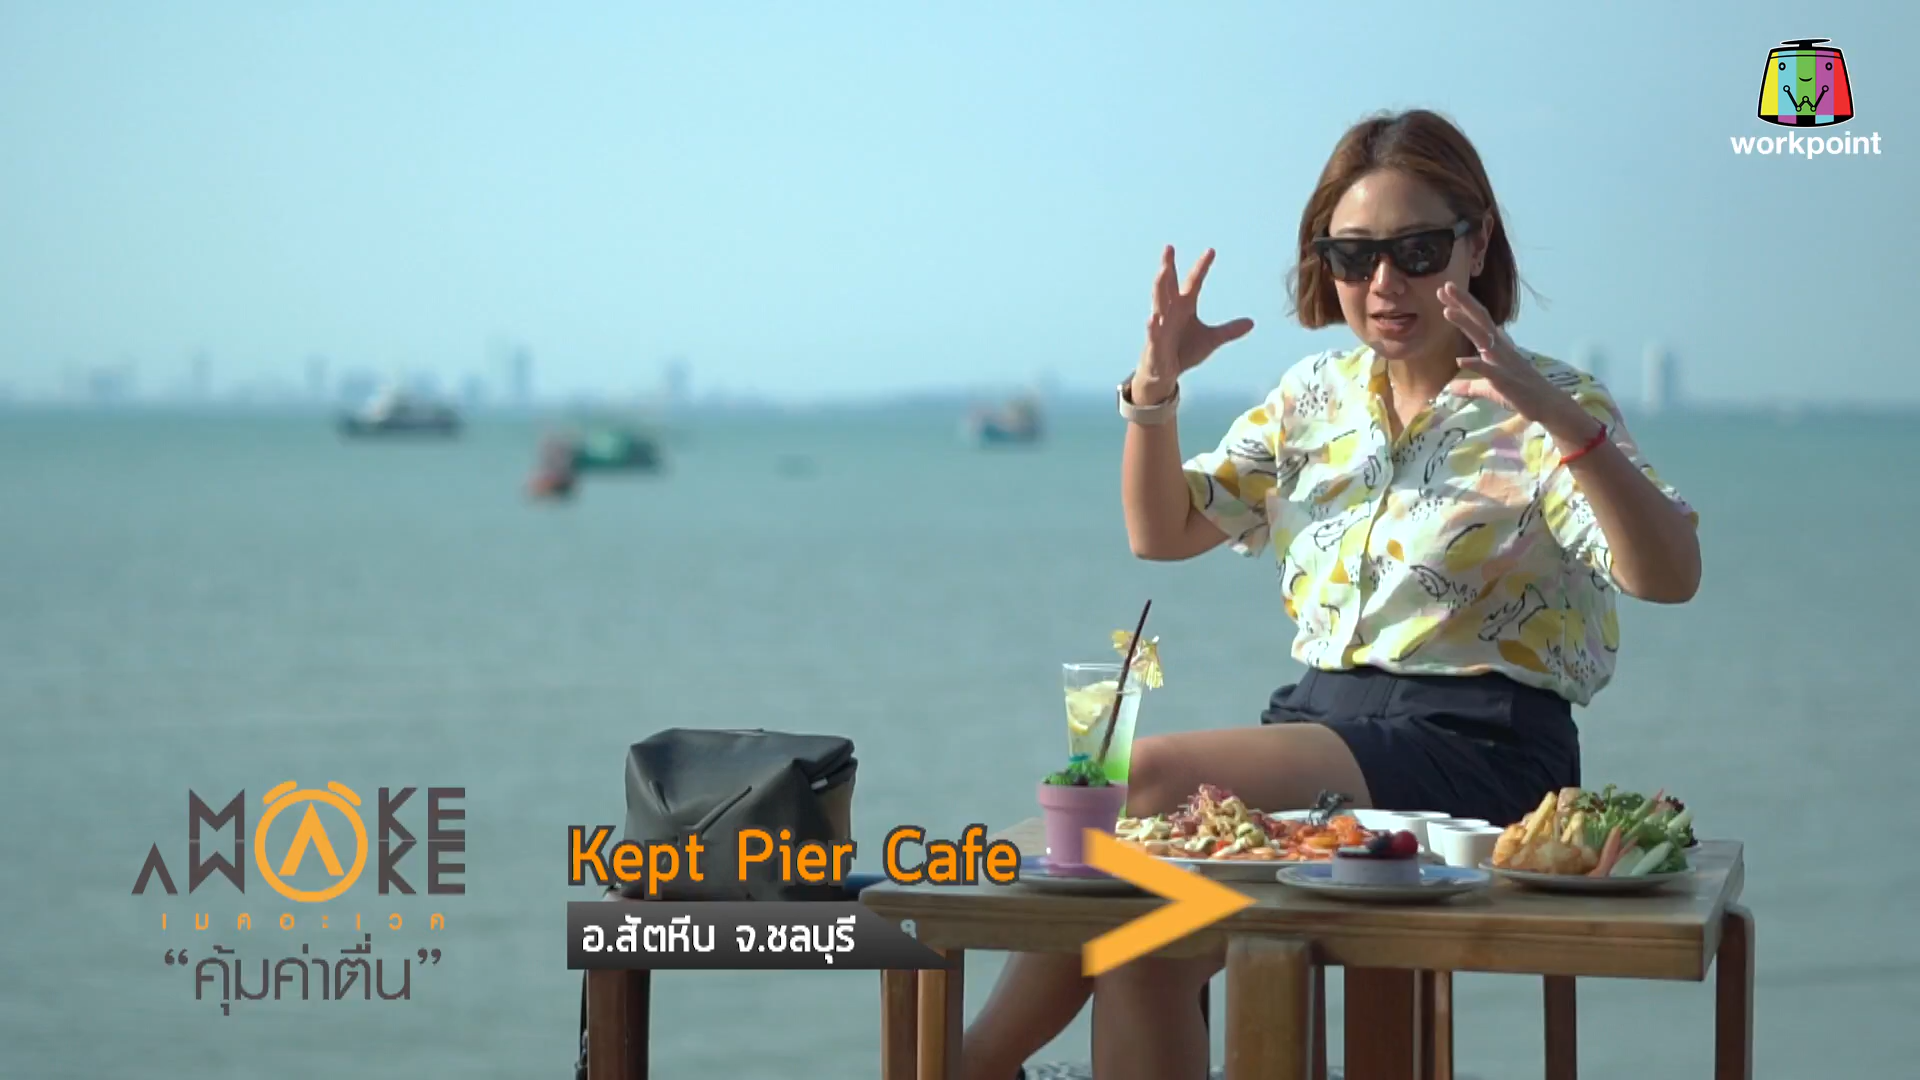 workpoint
MAKE
AWAKE
เมคอะเวค
“คุ้มค่าตื่น”
Kept Pier Cafe
อ.สัตหีบ จ.ชลบุรี